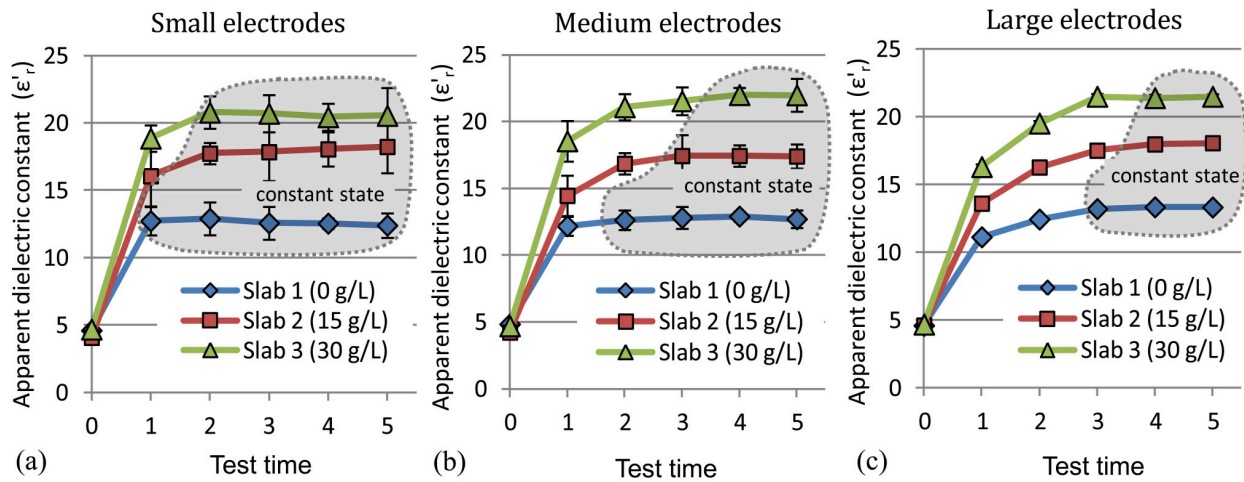 Small electrodes
Apparent dielectric constant (ε'r)
25
20
15
10
5
0
constant state
Slab 1 (0 g/L)
Slab 2 (15 g/L)
Slab 3 (30 g/L)
0 1 2 3 4 5
(a)
Test time
Medium electrodes
Apparent dielectric constant (ε'r)
25
20
15
10
5
0
constant state
Slab 1 (0 g/L)
Slab 2 (15 g/L)
Slab 3 (30 g/L)
0 1 2 3 4 5
(b)
Test time
Large electrodes
Apparent dielectric constant (ε'r)
25
20
15
10
5
0
constant state
Slab 1 (0 g/L)
Slab 2 (15 g/L)
Slab 3 (30 g/L)
0 1 2 3 4 5
(c)
Test time